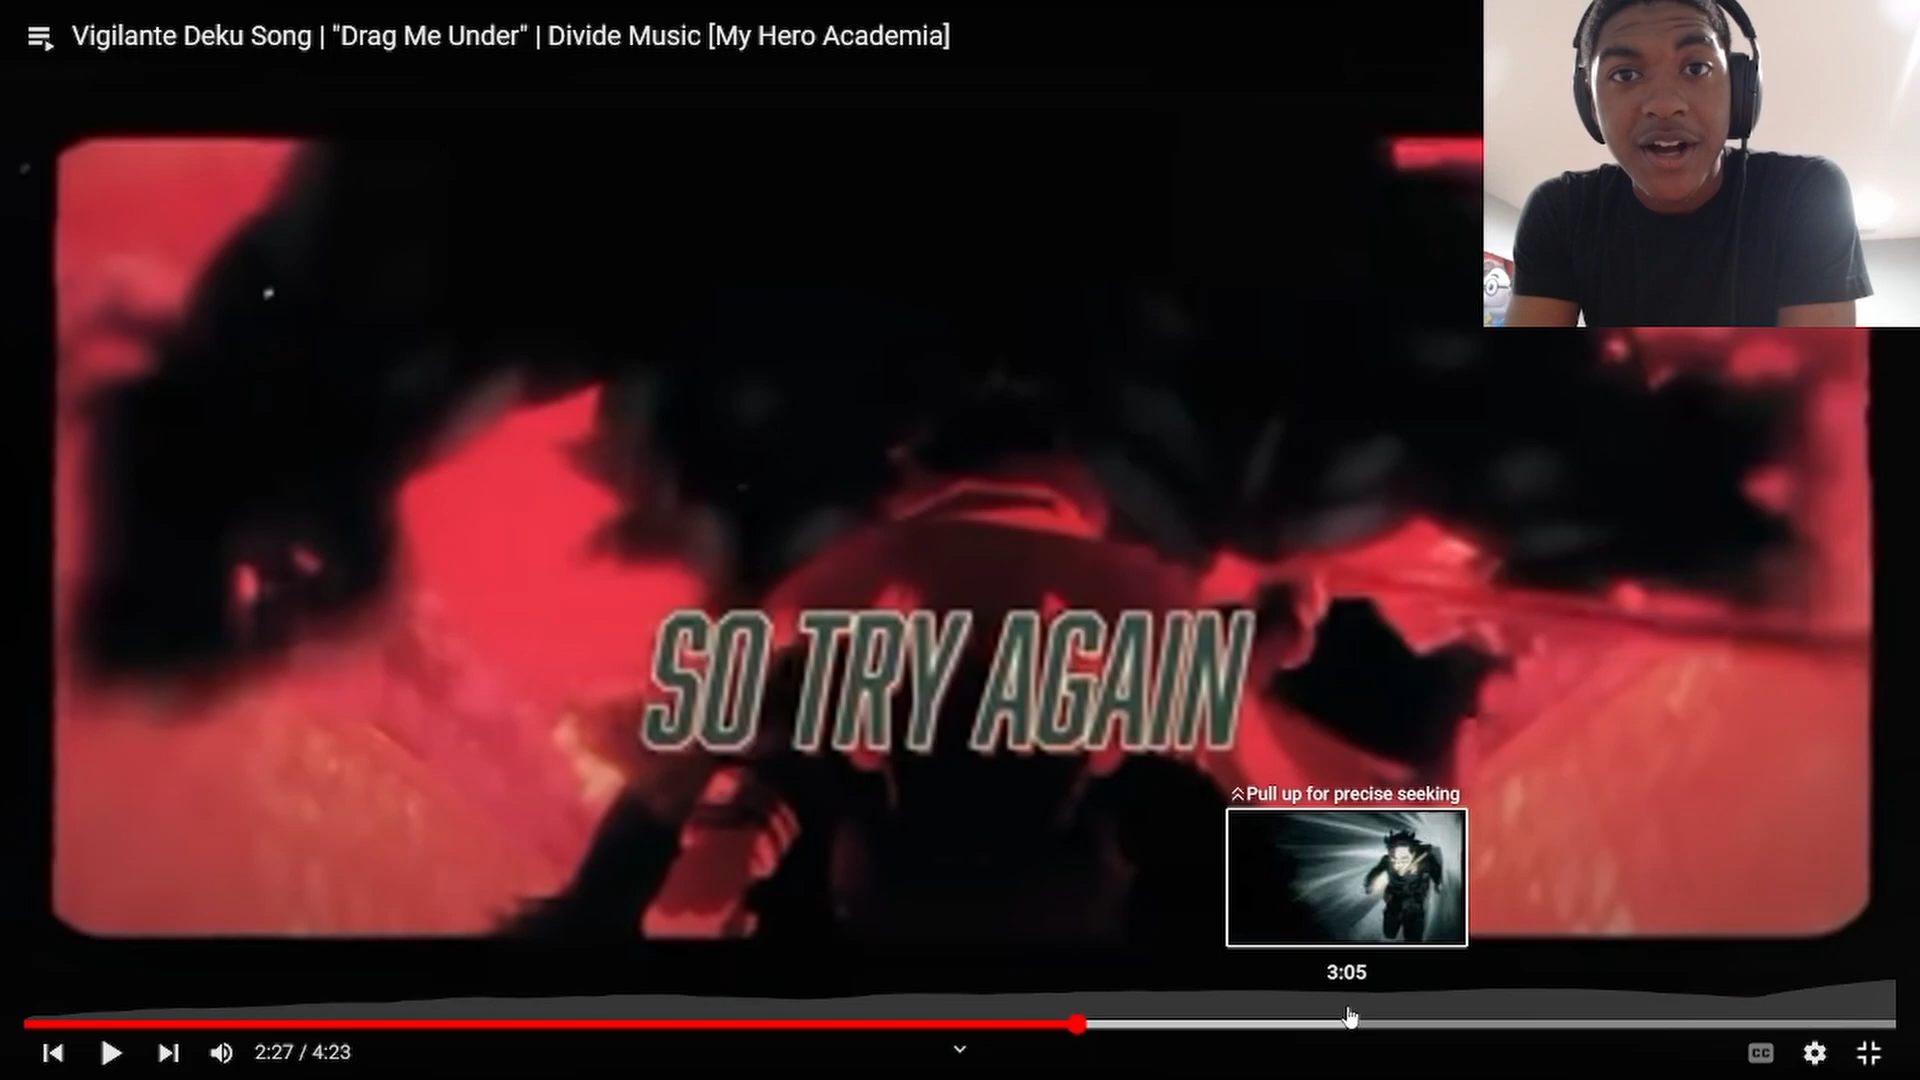 Vigilante Deku Song | "Drag Me Under" | Divide Music [My Hero Academia]
SO TRY AGAIN
Pull up for precise seeking
3:05
2:27 / 4:23
CC